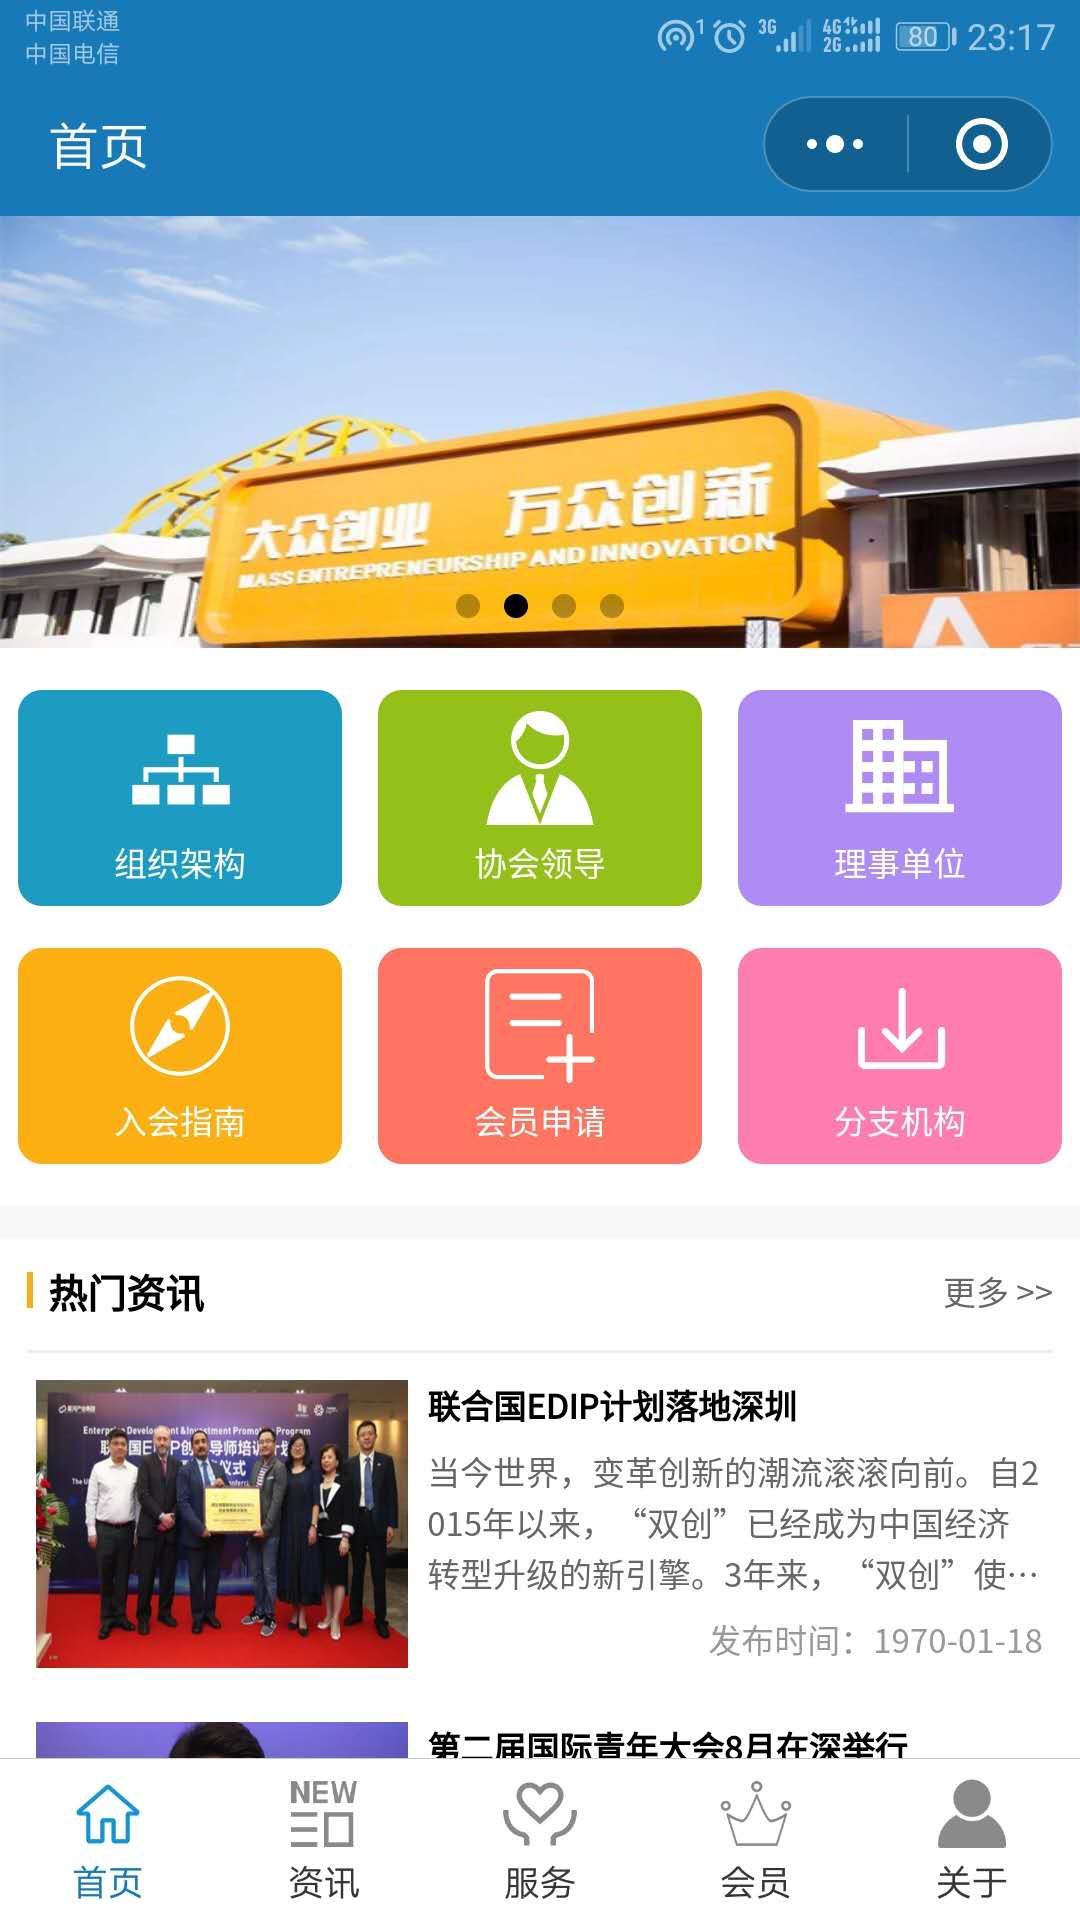 中国联通
中国电信
1 3G 4G 2G 80 23:17
首页
大众创业 万众创新
MASS ENTREPRENEURSHIP AND INNOVATION
组织架构
协会领导
理事单位
入会指南
会员申请
分支机构
热门资讯
更多 >>
Enterprise Development & Investment Promotion Program
联合国EDIP计划落地深圳
当今世界，变革创新的潮流滚滚向前。自2
015年以来，“双创”已经成为中国经济
转型升级的新引擎。3年来，“双创”使…
发布时间：1970-01-18
第二届国际青年大会8月在深举行
NEW
首页
资讯
服务
会员
关于